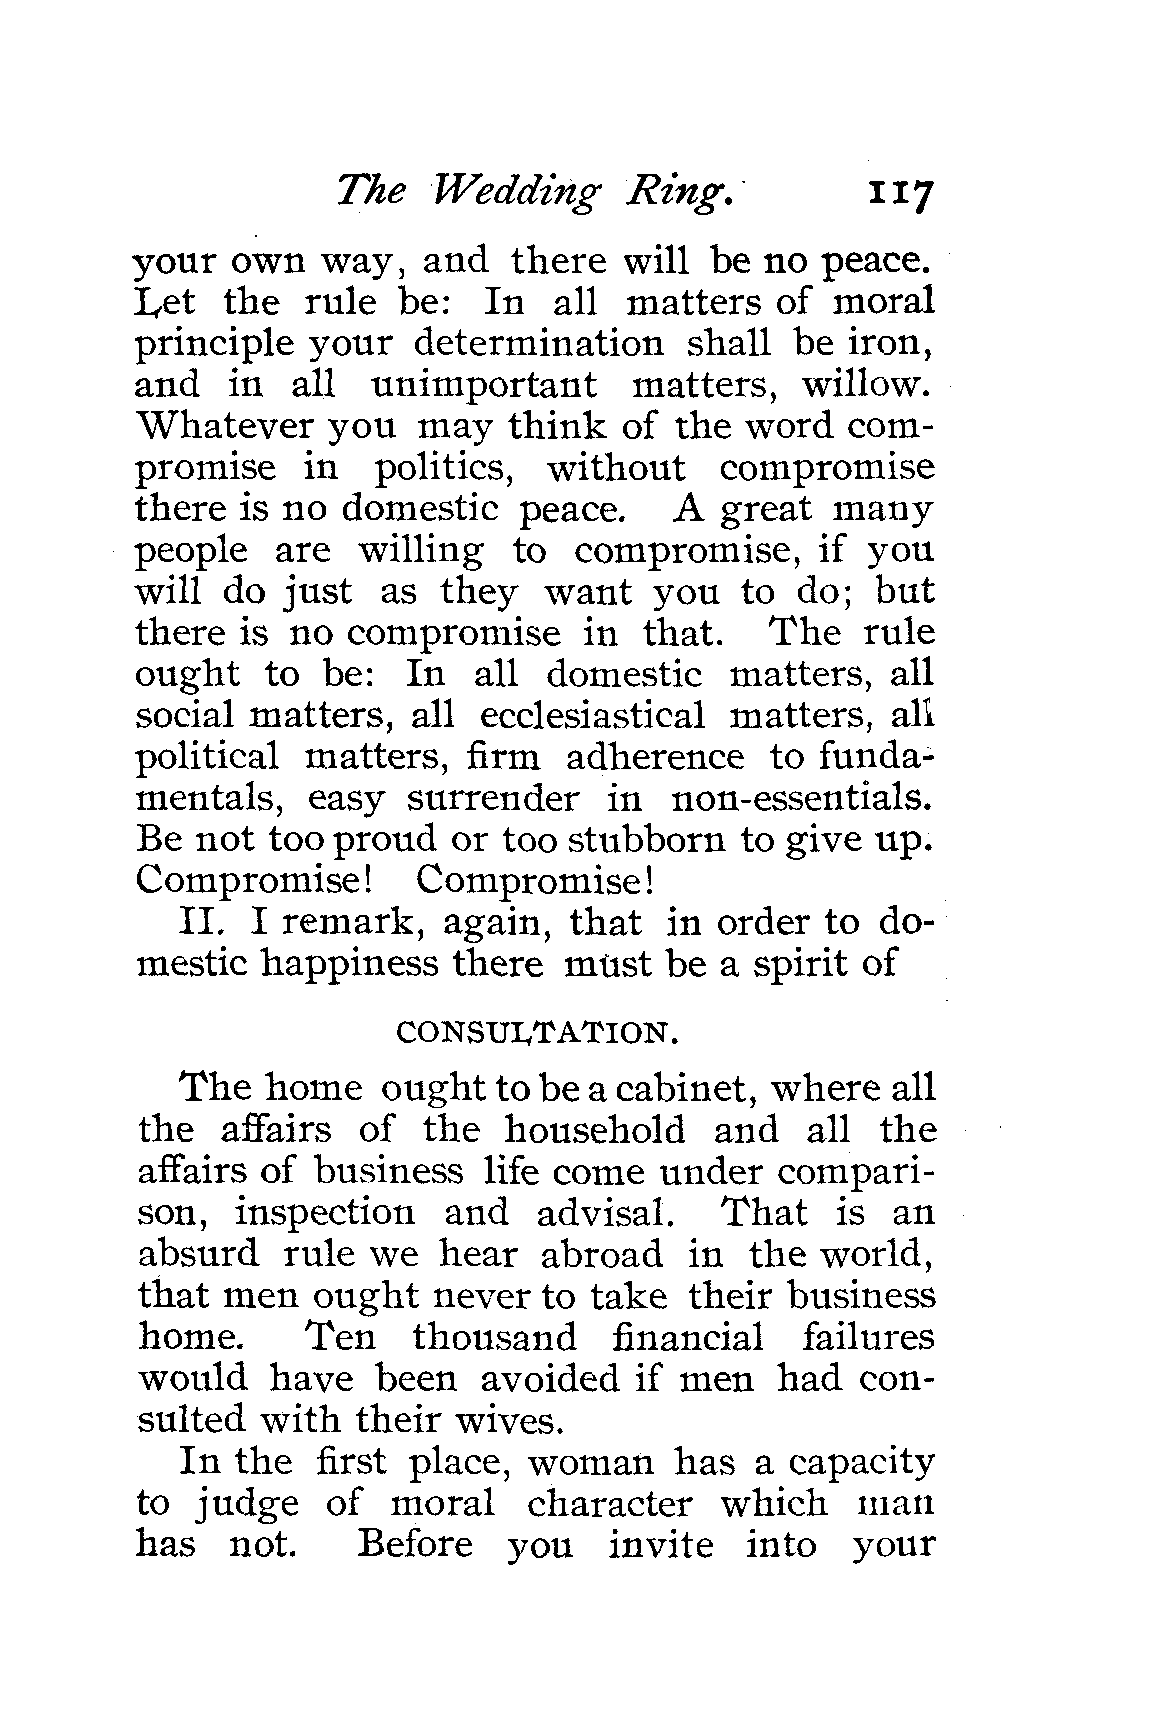 The Wedding Ring. 117
your own way, and there will be no peace.
Let the rule be: In all matters of moral
principle your determination shall be iron,
and in all unimportant matters, willow.
Whatever you may think of the word com-
promise in politics, without compromise
there is no domestic peace. A great many
people are willing to compromise, if you
will do just as they want you to do; but
there is no compromise in that. The rule
ought to be: In all domestic matters, all
social matters, all ecclesiastical matters, all
political matters, firm adherence to funda-
mentals, easy surrender in non-essentials.
Be not too proud or too stubborn to give up.
Compromise! Compromise!
II. I remark, again, that in order to do-
mestic happiness there must be a spirit of
CONSULTATION.
The home ought to be a cabinet, where all
the affairs of the household and all the
affairs of business life come under compari-
son, inspection and advisal. That is an
absurd rule we hear abroad in the world,
that men ought never to take their business
home. Ten thousand financial failures
would have been avoided if men had con-
sulted with their wives.
In the first place, woman has a capacity
to judge of moral character which man
has not. Before you invite into your